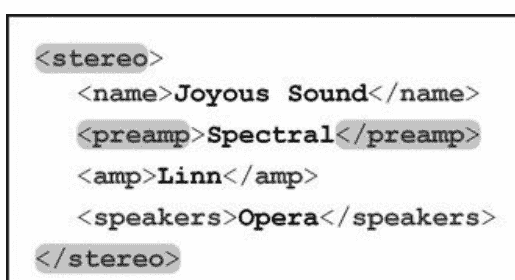 <stereo>
<name>Joyous Sound</name>
<preamp>Spectral</preamp>
<amp>Linn</amp>
<speakers>Opera</speakers>
</stereo>